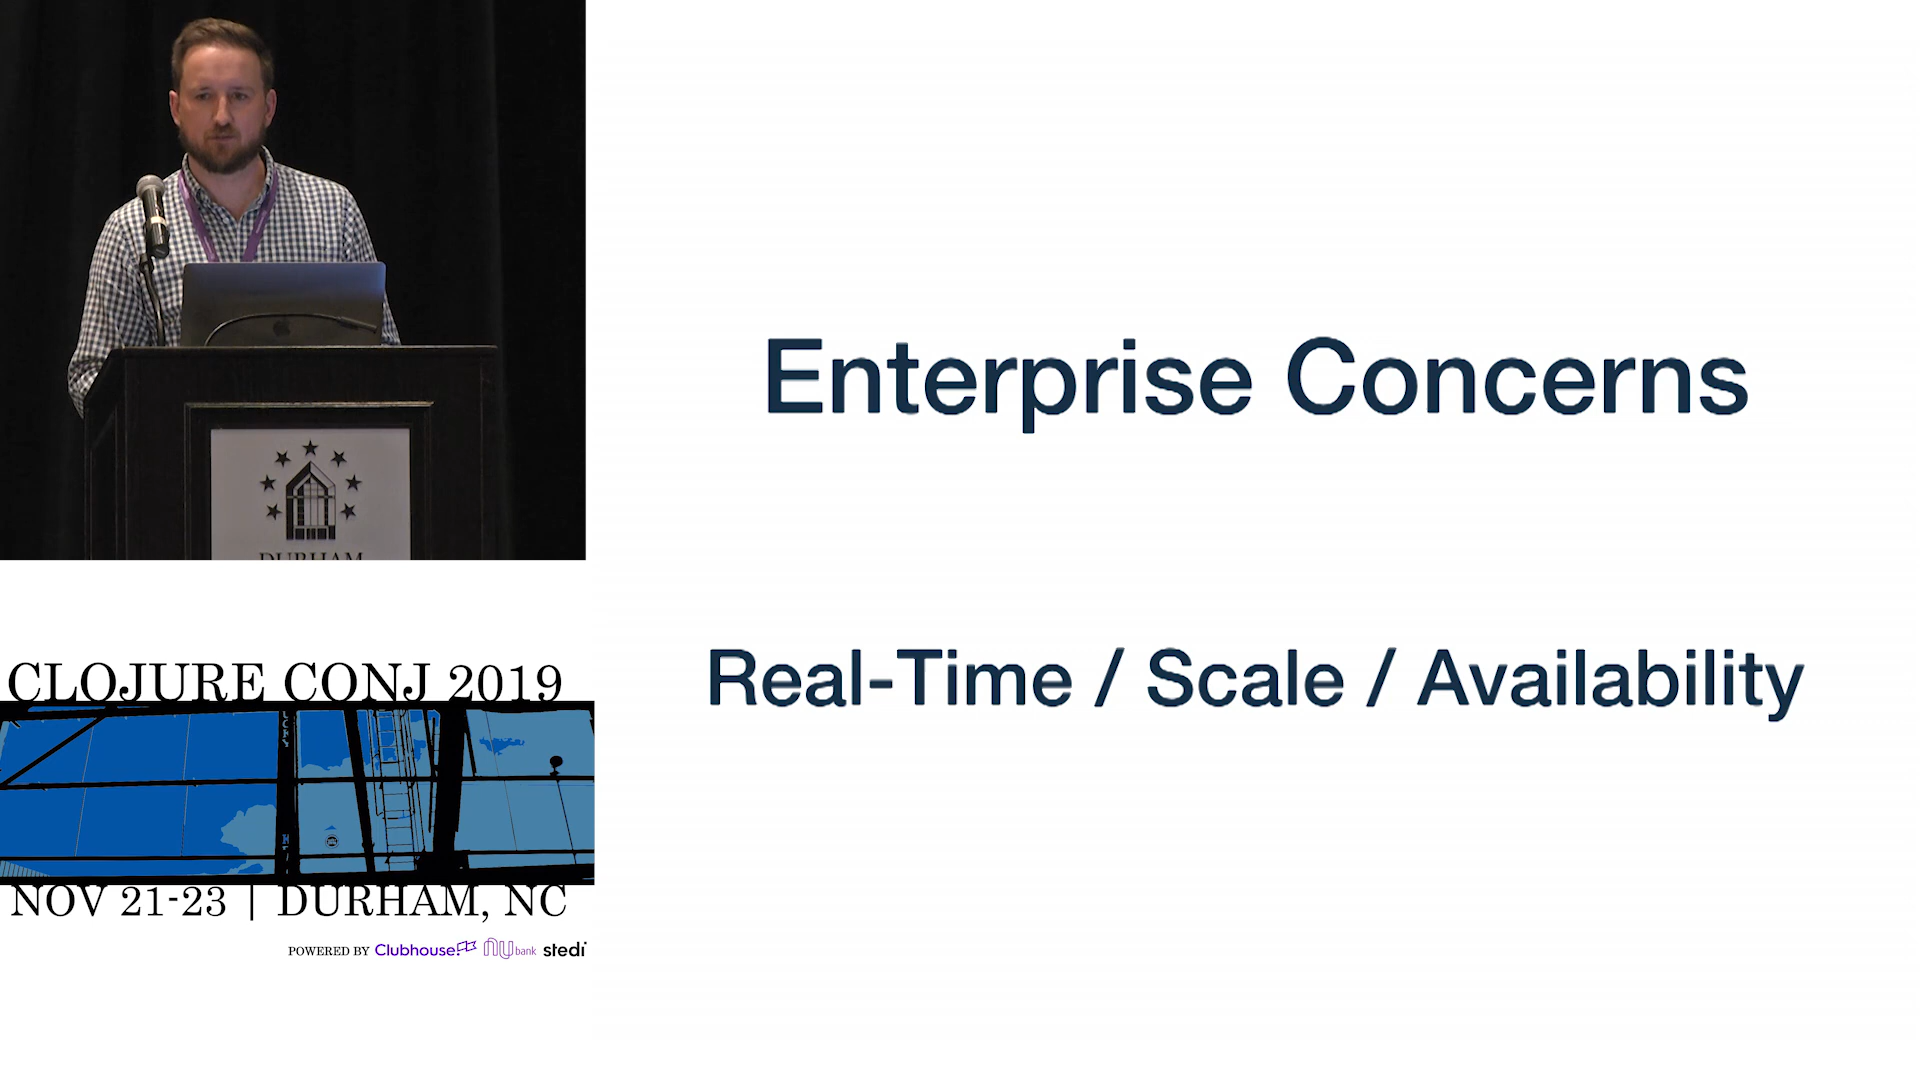 Enterprise Concerns
Real-Time / Scale / Availability
DURHAM
CLOJURE CONJ 2019
NOV 21-23 | DURHAM, NC
POWERED BY Clubhouse nu bank stedi